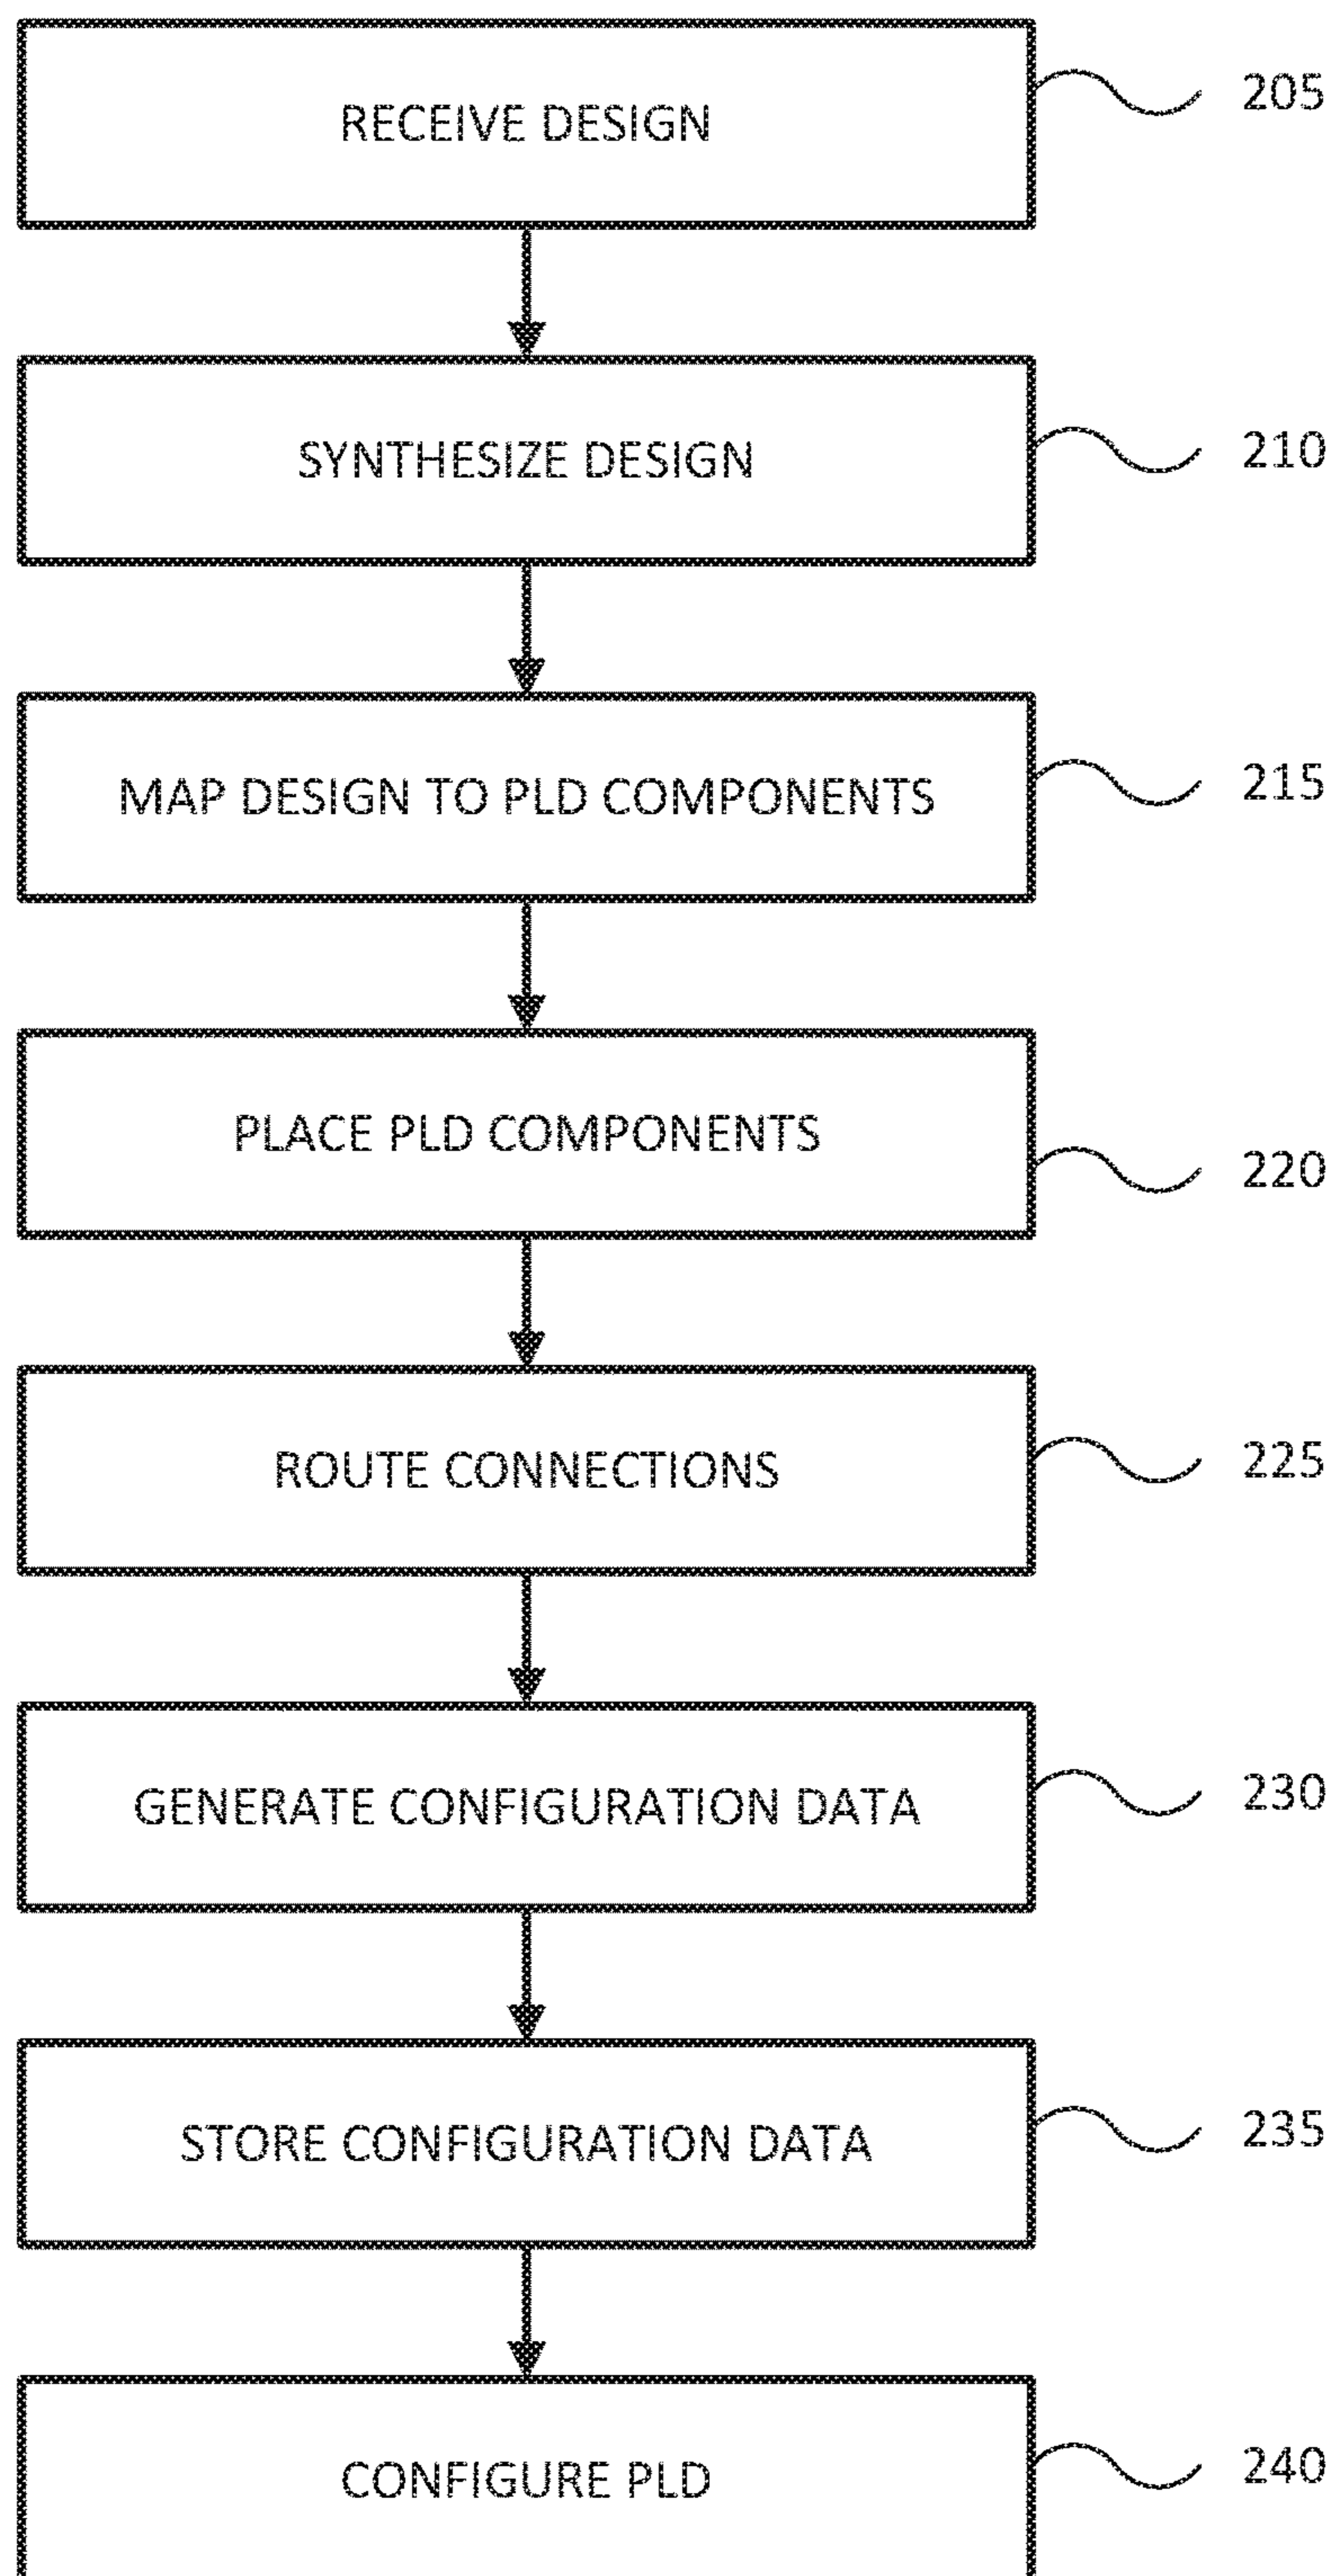 RECEIVE DESIGN
205
SYNTHESIZE DESIGN
210
MAP DESIGN TO PLD COMPONENTS
215
PLACE PLD COMPONENTS
220
ROUTE CONNECTIONS
225
GENERATE CONFIGURATION DATA
230
STORE CONFIGURATION DATA
235
CONFIGURE PLD
240